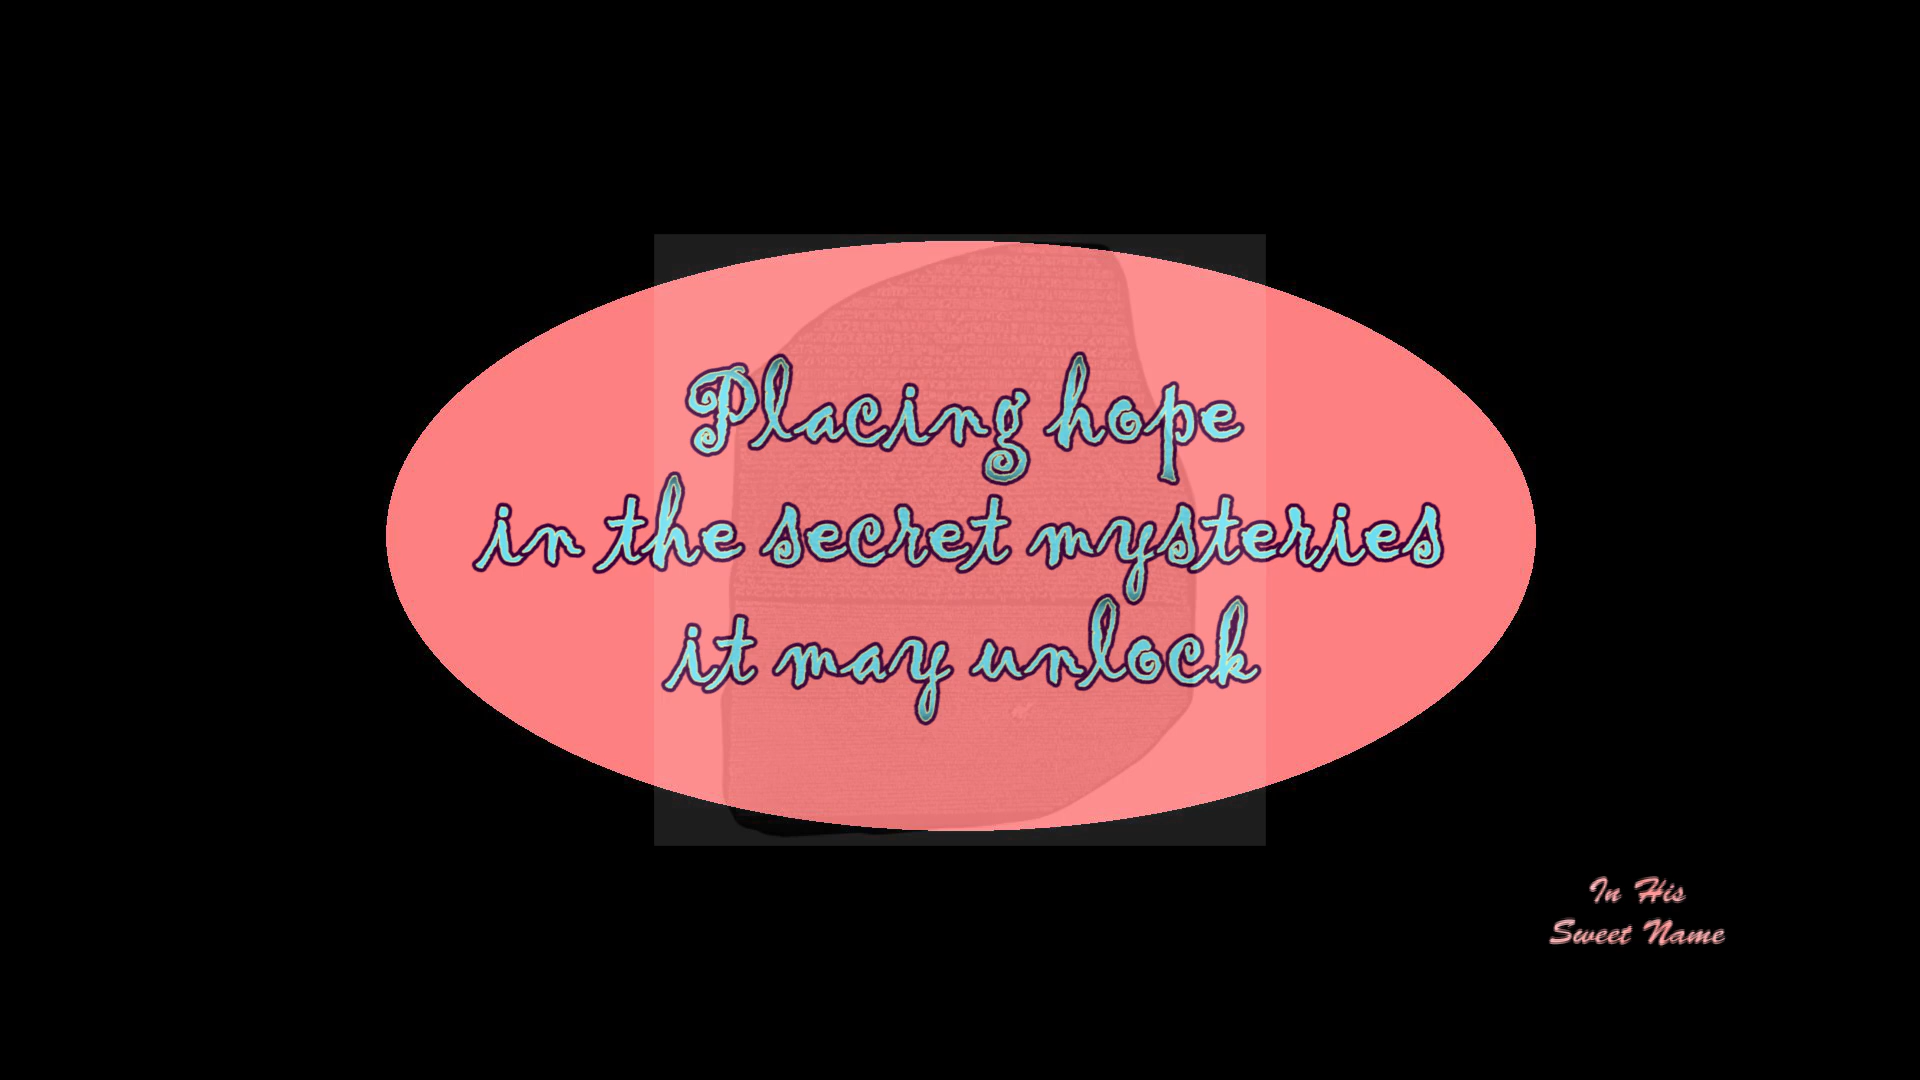 Placing hope
in the secret mysteries
it may unlock
In His
Sweet Name